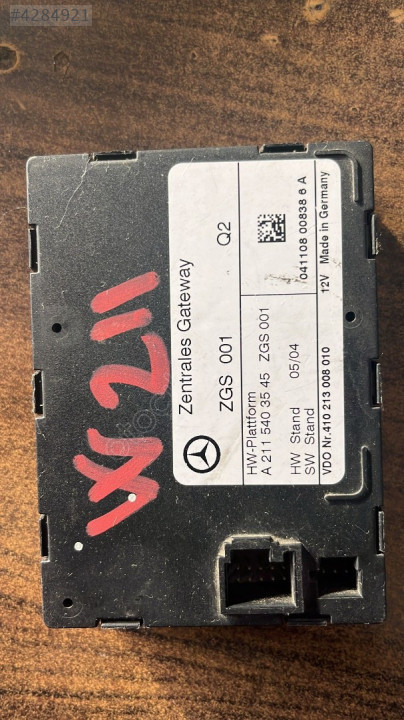 #4284921
Zentrales Gateway
ZGS 001 Q2
HW-Plattform
A 211 540 35 45 ZGS 001
HW Stand 05/04
SW Stand
VDO Nr.410 213 008 010
041108 00838 6 A
12V Made in Germany
W211